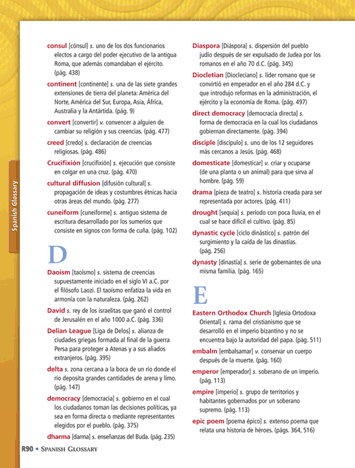 consul [cónsul] s. uno de los dos funcionarios
electos a cargo del poder ejecutivo de la antigua
Roma, que además comandaban el ejército.
(pág. 438)
continent [continente] s. una de las siete grandes
extensiones de tierra del planeta: América del
Norte, América del Sur, Europa, Asia, África,
Australia y la Antártida. (pág. 9)
convert [convertir] v. convencer a alguien de
cambiar su religión y sus creencias. (pág. 477)
creed [credo] s. declaración de creencias
religiosas. (pág. 486)
Crucifixión [crucifixión] s. ejecución que consiste
en colgar en una cruz. (pág. 470)
cultural diffusion [difusión cultural] s.
propagación de ideas y costumbres étnicas hacia
otras áreas del mundo. (pág. 277)
cuneiform [cuneiforme] s. antiguo sistema de
escritura desarrollado por los sumerios que
consiste en signos con forma de cuña. (pág. 102)
D
Daoism [taoísmo] s. sistema de creencias
supuestamente iniciado en el siglo VI a.C. por
el filósofo Laozi. El taoísmo enfatiza la vida en
armonía con la naturaleza. (pág. 262)
David s. rey de los israelitas que ganó el control
de Jerusalén en el año 1000 a.C. (pág. 336)
Delian League [Liga de Delos] s. alianza de
ciudades griegas formada al final de la guerra
Persa para proteger a Atenas y a sus aliados
extranjeros. (pág. 395)
delta s. zona cercana a la boca de un río donde el
río deposita grandes cantidades de arena y limo.
(pág. 147)
democracy [democracia] s. gobierno en el cual
los ciudadanos toman las decisiones políticas, ya
sea en forma directa o mediante representantes
elegidos por el pueblo. (pág. 375)
dharma [darma] s. enseñanzas del Buda. (pág. 235)
Diaspora [Diáspora] s. dispersión del pueblo
judío después de ser expulsado de Judea por los
romanos en el año 70 d.C. (pág. 345)
Diocletian [Diocleciano] s. líder romano que se
convirtió en emperador en el año 284 d.C. y
que introdujo reformas en la administración, el
ejército y la economía de Roma. (pág. 497)
direct democracy [democracia directa] s.
forma de democracia en la cual los ciudadanos
gobiernan directamente. (pág. 394)
disciple [discípulo] s. uno de los 12 seguidores
más cercanos a Jesús. (pág. 468)
domesticate [domesticar] v. criar y ocuparse
(de una planta o un animal) para que sirva al
hombre. (pág. 59)
drama [pieza de teatro] s. historia creada para ser
representada por actores. (pág. 411)
drought [sequía] s. período con poca lluvia, en el
cual se hace difícil el cultivo. (pág. 85)
dynastic cycle [ciclo dinástico] s. patrón del
surgimiento y la caída de las dinastías.
(pág. 256)
dynasty [dinastía] s. serie de gobernantes de una
misma familia. (pág. 165)
E
Eastern Orthodox Church [Iglesia Ortodoxa
Oriental] s. rama del cristianismo que se
desarrolló en el imperio bizantino y no se
encuentra bajo la autoridad del papa. (pág. 511)
embalm [embalsamar] v. conservar un cuerpo
después de la muerte. (pág. 160)
emperor [emperador] s. soberano de un imperio.
(pág. 113)
empire [imperio] s. grupo de territorios y
habitantes gobernados por un soberano
supremo. (pág. 113)
epic poem [poema épico] s. extenso poema que
relata una historia de héroes. (págs. 364, 516)
Spanish Glossary
R90 • SPANISH GLOSSARY